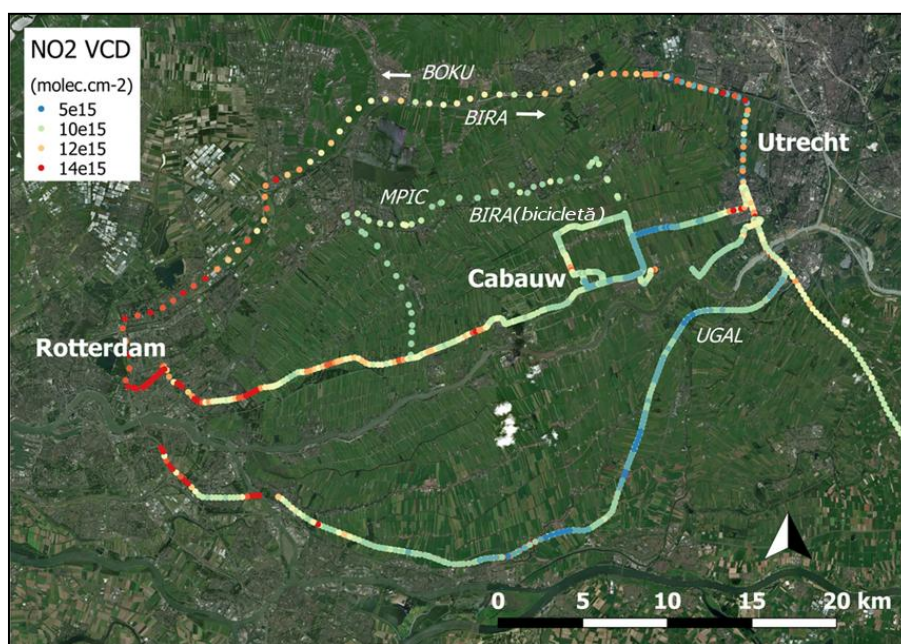 NO2 VCD
(molec.cm-2)
5e15
10e15
12e15
14e15
BOKU
BIRA
Utrecht
MPIC
BIRA(bicicletă)
Cabauw
UGAL
Rotterdam
0 5 10 15 20 km